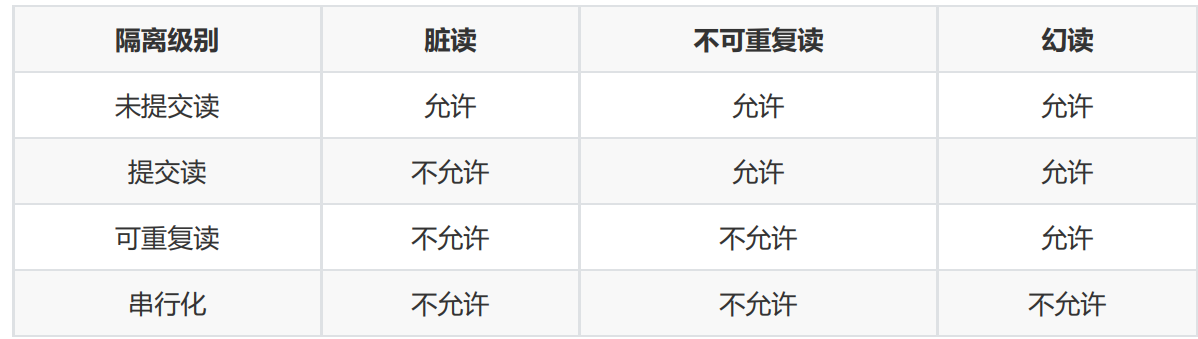 隔离级别 脏读 不可重复读 幻读
未提交读 允许 允许 允许
提交读 不允许 允许 允许
可重复读 不允许 不允许 允许
串行化 不允许 不允许 不允许